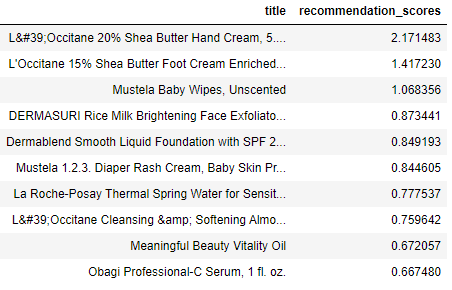 title recommendation_scores
L&#39;Occitane 20% Shea Butter Hand Cream, 5.... 2.171483
L'Occitane 15% Shea Butter Foot Cream Enriched... 1.417230
Mustela Baby Wipes, Unscented 1.068356
DERMASURI Rice Milk Brightening Face Exfoliato... 0.873441
Dermablend Smooth Liquid Foundation with SPF 2... 0.849193
Mustela 1.2.3. Diaper Rash Cream, Baby Skin Pr... 0.844605
La Roche-Posay Thermal Spring Water for Sensit... 0.777537
L&#39;Occitane Cleansing &amp; Softening Almo... 0.759642
Meaningful Beauty Vitality Oil 0.672057
Obagi Professional-C Serum, 1 fl. oz. 0.667480